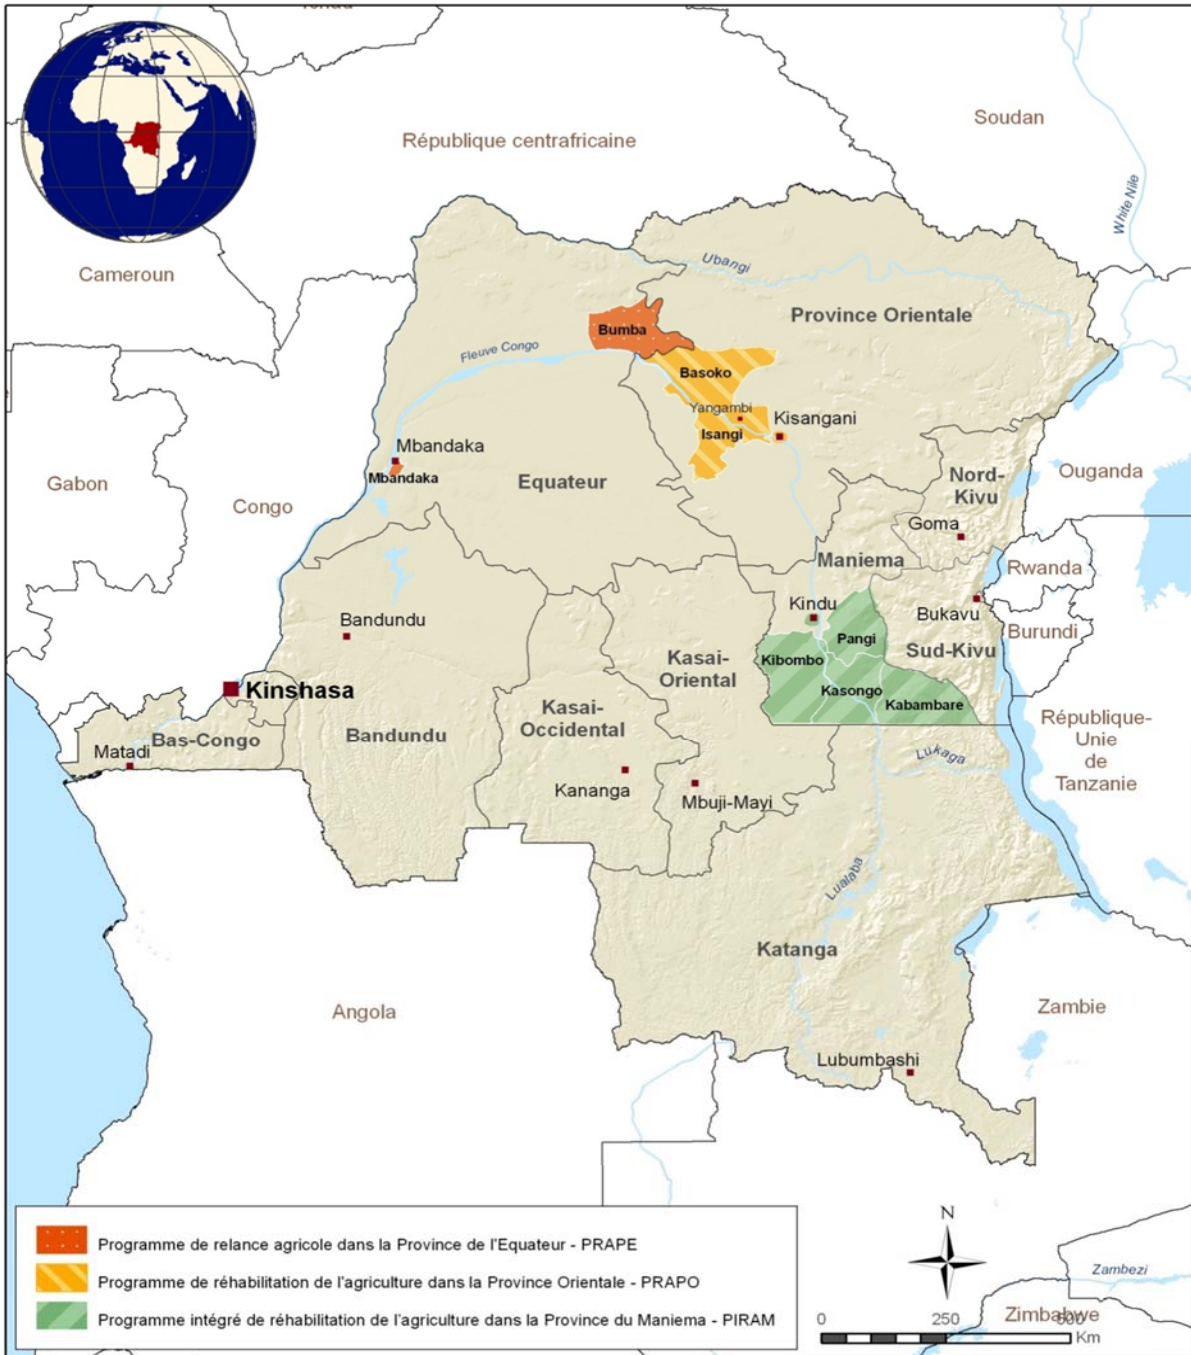 Soudan
République centrafricaine
White Nile
Cameroun
Ubangi
Province Orientale
Bumba
Fleuve Congo
Basoko
Yangambi
Kisangani
Isangi
Mbandaka
Mbandaka
Nord-
Kivu
Ouganda
Gabon
Equateur
Congo
Goma
Maniema
Rwanda
Kindu
Bukavu
Bandundu
Burundi
Pangi
Sud-Kivu
Kibombo
Kasai-
Oriental
Kinshasa
Kasongo
Kabambare
Kasai-
Occidental
République-
Unie
de
Tanzanie
Bas-Congo
Bandundu
Matadi
Lukaga
Kananga
Mbuji-Mayi
Lualaba
Katanga
Angola
Zambie
Lubumbashi
N
Programme de relance agricole dans la Province de l'Equateur - PRAPE
Programme de réhabilitation de l'agriculture dans la Province Orientale - PRAPO
Programme intégré de réhabilitation de l'agriculture dans la Province du Maniema - PIRAM
Zambezi
Zimbabwe
0 250 500
Km